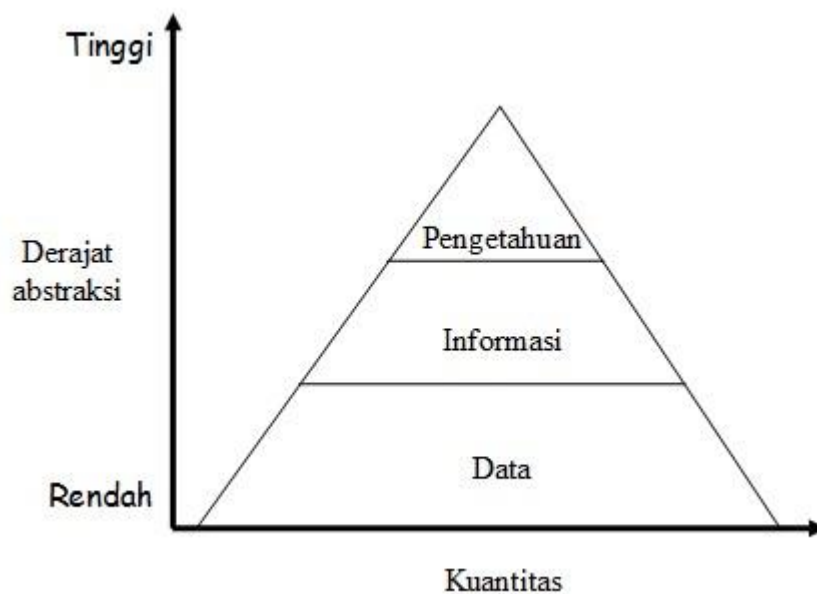 Tinggi
Pengetahuan
Derajat
abstraksi
Informasi
Data
Rendah
Kuantitas